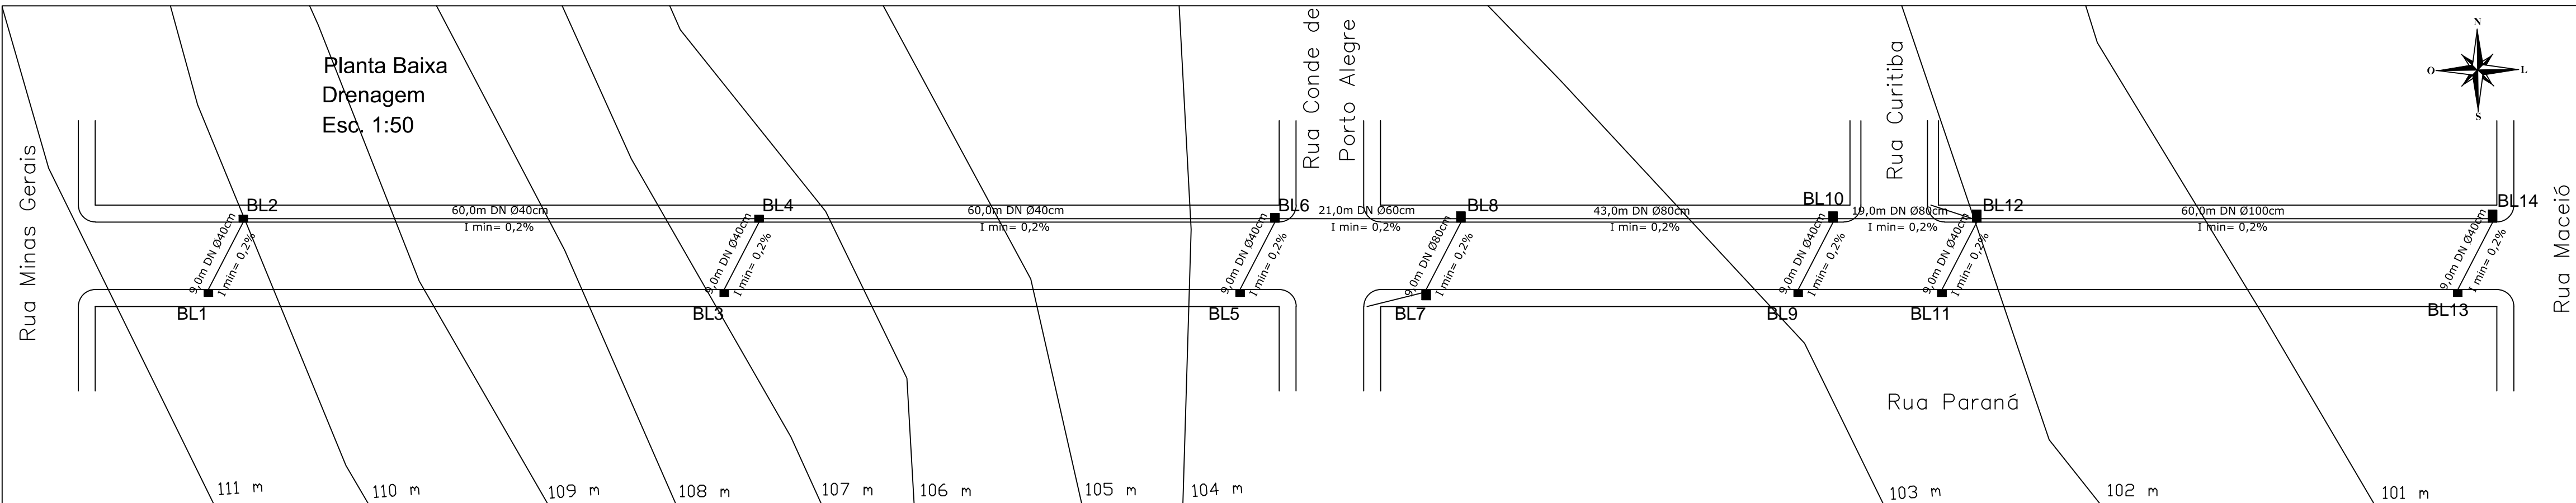 Planta Baixa
Drenagem
Esc. 1:50
Rua Minas Gerais
Rua Conde de
Porto Alegre
Rua Curitiba
Rua Maceió
Rua Paraná
N
O
L
S
BL2
60,0m DN Ø40cm
I min= 0,2%
BL4
60,0m DN Ø40cm
I min= 0,2%
BL6
21,0m DN Ø60cm
I min= 0,2%
BL8
43,0m DN Ø80cm
I min= 0,2%
BL10
19,0m DN Ø80cm
I min= 0,2%
BL12
60,0m DN Ø100cm
I min= 0,2%
BL14
9,0m DN Ø40cm
I min= 0,2%
9,0m DN Ø40cm
I min= 0,2%
9,0m DN Ø40cm
I min= 0,2%
9,0m DN Ø80cm
I min= 0,2%
9,0m DN Ø40cm
I min= 0,2%
9,0m DN Ø40cm
I min= 0,2%
9,0m DN Ø40cm
I min= 0,2%
BL1
BL3
BL5
BL7
BL9
BL11
BL13
111 m
110 m
109 m
108 m
107 m
106 m
105 m
104 m
103 m
102 m
101 m